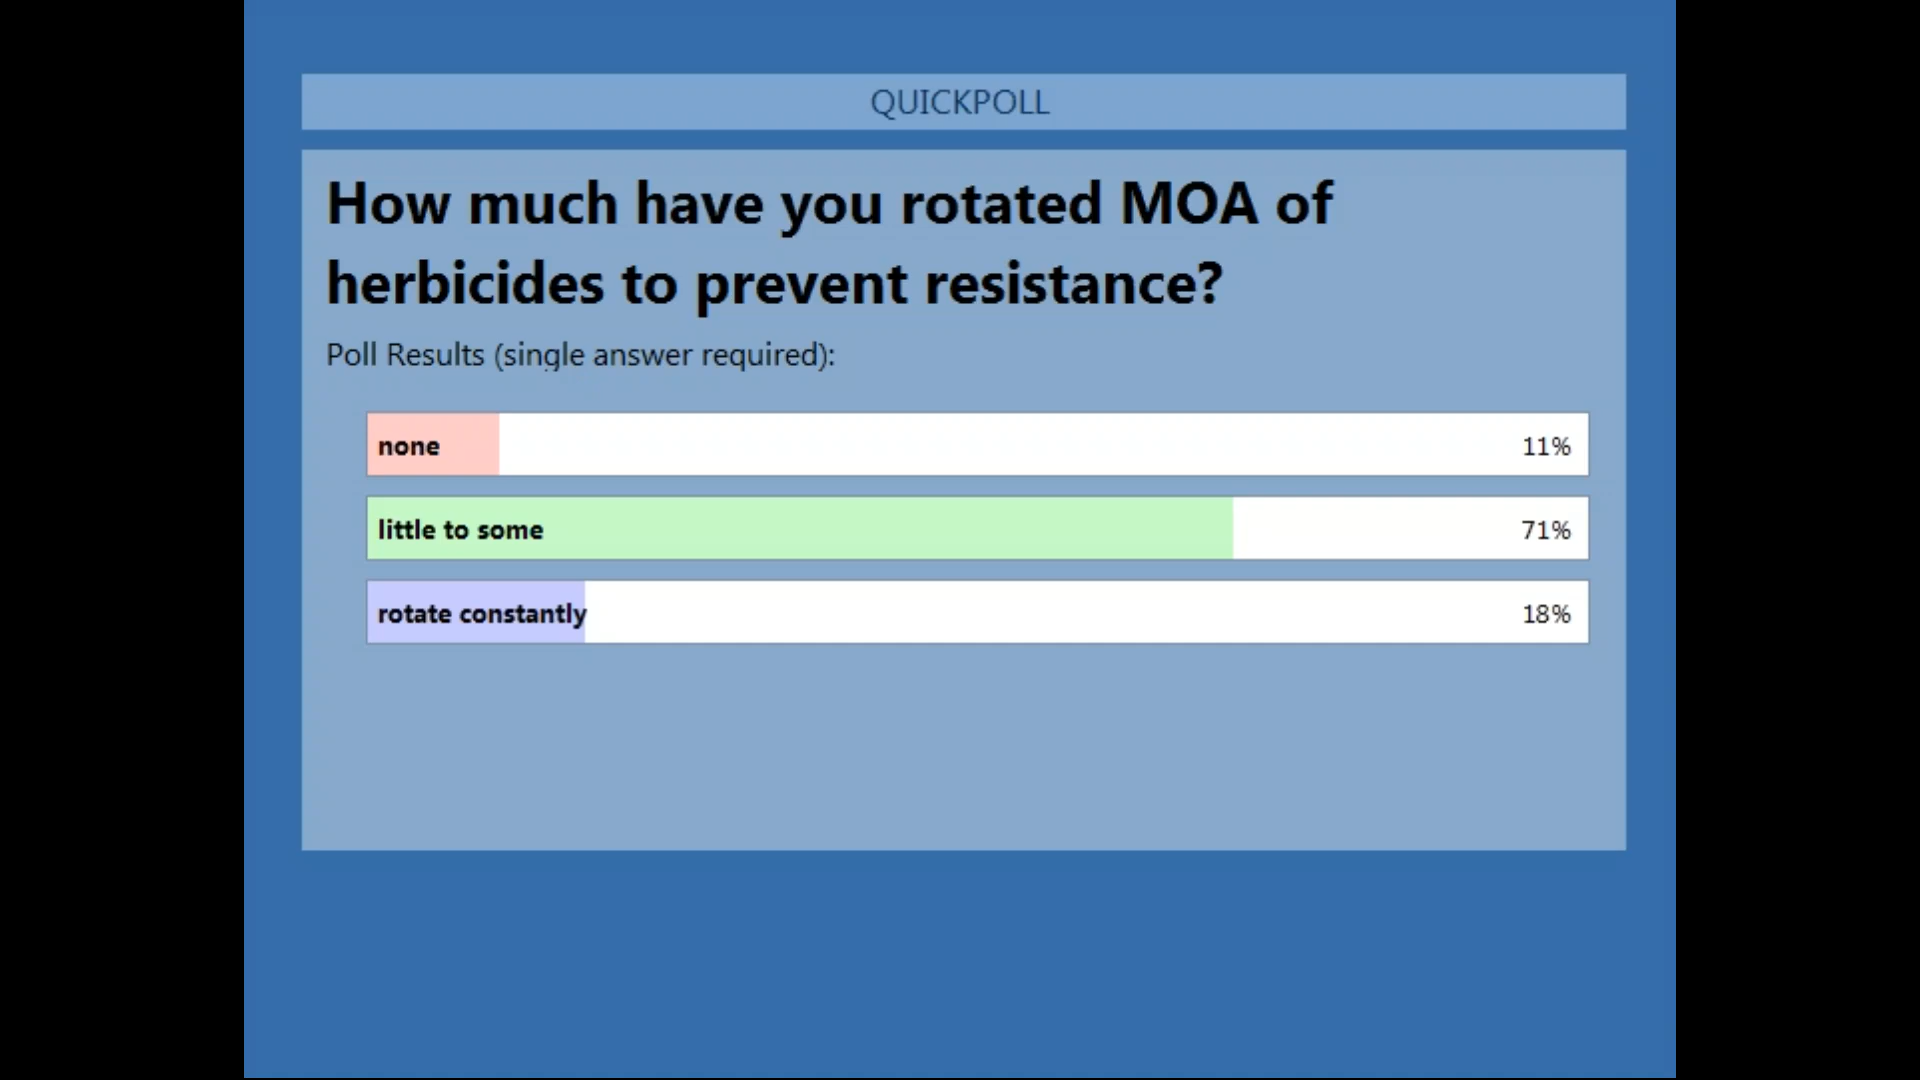 QUICKPOLL
How much have you rotated MOA of
herbicides to prevent resistance?
Poll Results (single answer required):
none 11%
little to some 71%
rotate constantly 18%